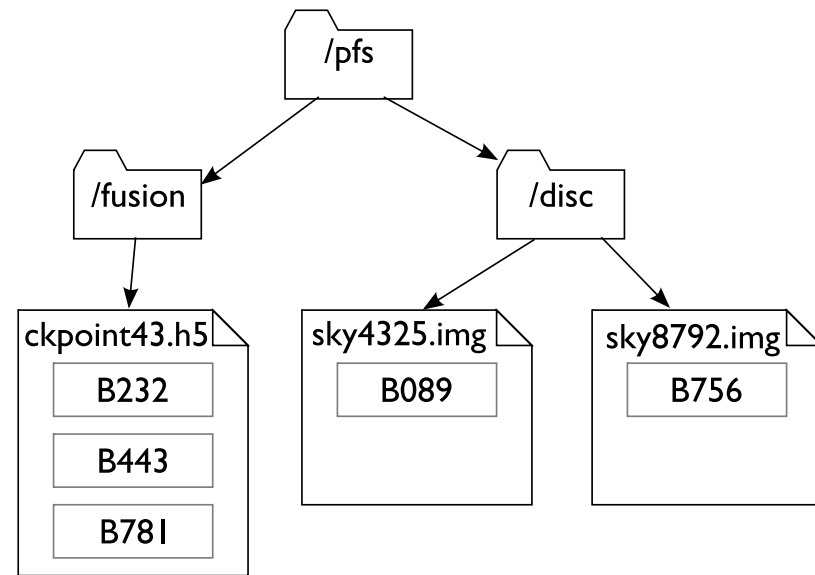 /pfs
/fusion
/disc
ckpoint43.h5
B232
B443
B781
sky4325.img
B089
sky8792.img
B756